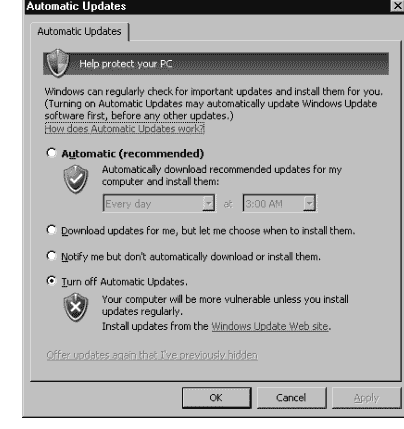 Automatic Updates
Automatic Updates
Help protect your PC
Windows can regularly check for important updates and install them for you.
(Turning on Automatic Updates may automatically update Windows Update
software first, before any other updates.)
How does Automatic Updates work?
Automatic (recommended)
Automatically download recommended updates for my
computer and install them:
Every day at 3:00 AM
Download updates for me, but let me choose when to install them.
Notify me but don't automatically download or install them.
Turn off Automatic Updates.
Your computer will be more vulnerable unless you install
updates regularly.
Install updates from the Windows Update Web site.
Offer updates again that I've previously hidden
OK Cancel Apply